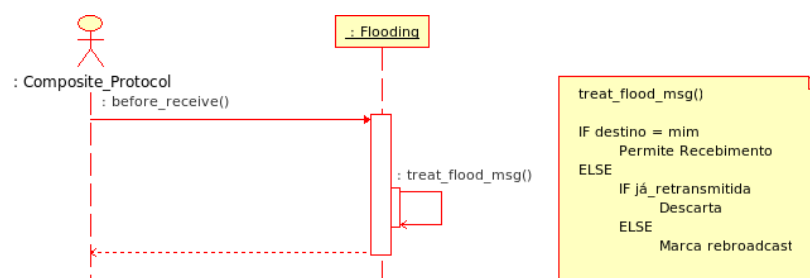 : Flooding
: Composite_Protocol
: before_receive()
: treat_flood_msg()
treat_flood_msg()
IF destino = mim
Permite Recebimento
ELSE
IF já_retransmitida
Descarta
ELSE
Marca rebroadcast